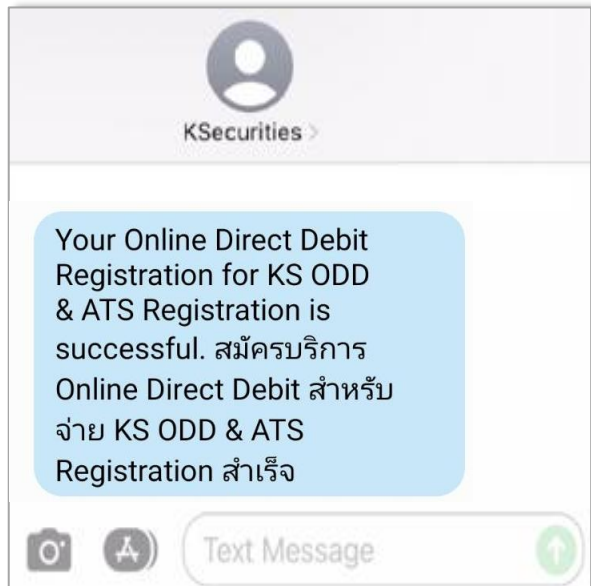 KSecurities
Your Online Direct Debit
Registration for KS ODD
& ATS Registration is
successful. สมัครบริการ
Online Direct Debit สำหรับ
จ่าย KS ODD & ATS
Registration สำเร็จ
Text Message